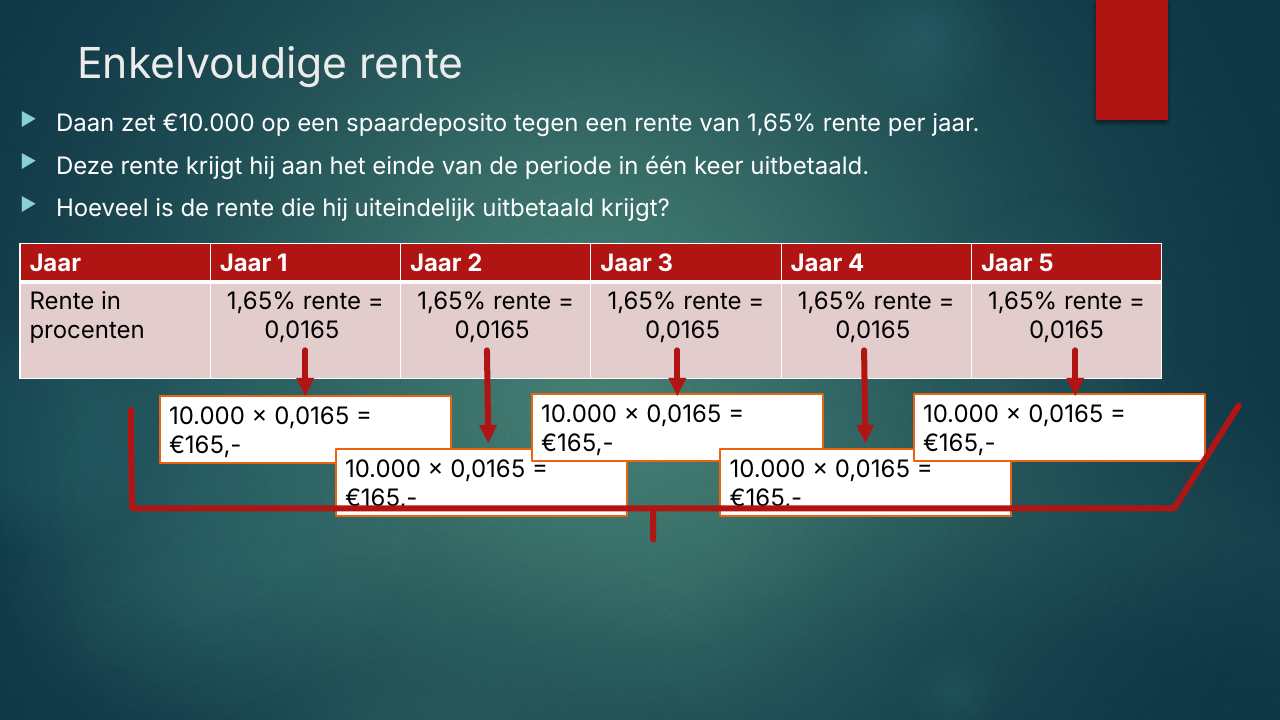 Enkelvoudige rente
Daan zet €10.000 op een spaardeposito tegen een rente van 1,65% rente per jaar.
Deze rente krijgt hij aan het einde van de periode in één keer uitbetaald.
Hoeveel is de rente die hij uiteindelijk uitbetaald krijgt?
Jaar Jaar 1 Jaar 2 Jaar 3 Jaar 4 Jaar 5
Rente in 1,65% rente = 1,65% rente = 1,65% rente = 1,65% rente = 1,65% rente =
procenten 0,0165 0,0165 0,0165 0,0165 0,0165
10.000 × 0,0165 =
€165,-
10.000 × 0,0165 =
€165,-
10.000 × 0,0165 =
€165,-
10.000 × 0,0165 =
€165,-
10.000 × 0,0165 =
€165,-